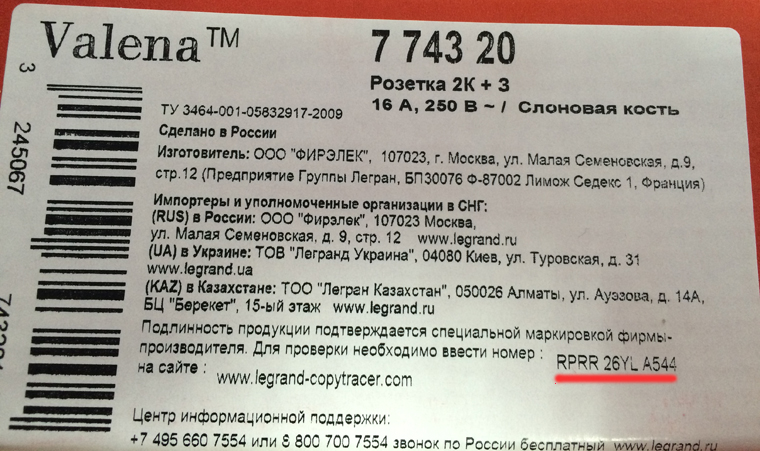 Valena™
7 743 20
Розетка 2К + З
16 А, 250 В ~ / Слоновая кость
ТУ 3464-001-05832917-2009
Сделано в России
Изготовитель: ООО "ФИРЭЛЕК", 107023, г. Москва, ул. Малая Семеновская, д.9,
стр.12 (Предприятие Группы Легран, БП30076 Ф-87002 Лимож Седекс 1, Франция)
Импортеры и уполномоченные организации в СНГ:
(RUS) в России: ООО "Фирэлек", 107023 Москва,
ул. Малая Семеновская, д. 9, стр. 12 www.legrand.ru
(UA) в Украине: ТОВ "Легранд Украина", 04080 Киев, ул. Туровская, д. 31
www.legrand.ua
(KAZ) в Казахстане: ТОО "Легран Казахстан", 050026 Алматы, ул. Ауэзова, д. 14А,
БЦ "Берекет", 15-ый этаж www.legrand.ru
Подлинность продукции подтверждается специальной маркировкой фирмы-
производителя. Для проверки необходимо ввести номер : RPRR 26YL A544
на сайте : www.legrand-copytracer.com
Центр информационной поддержки:
+7 495 660 7554 или 8 800 700 7554 звонок по России бесплатный www.legrand.ru
3
245067